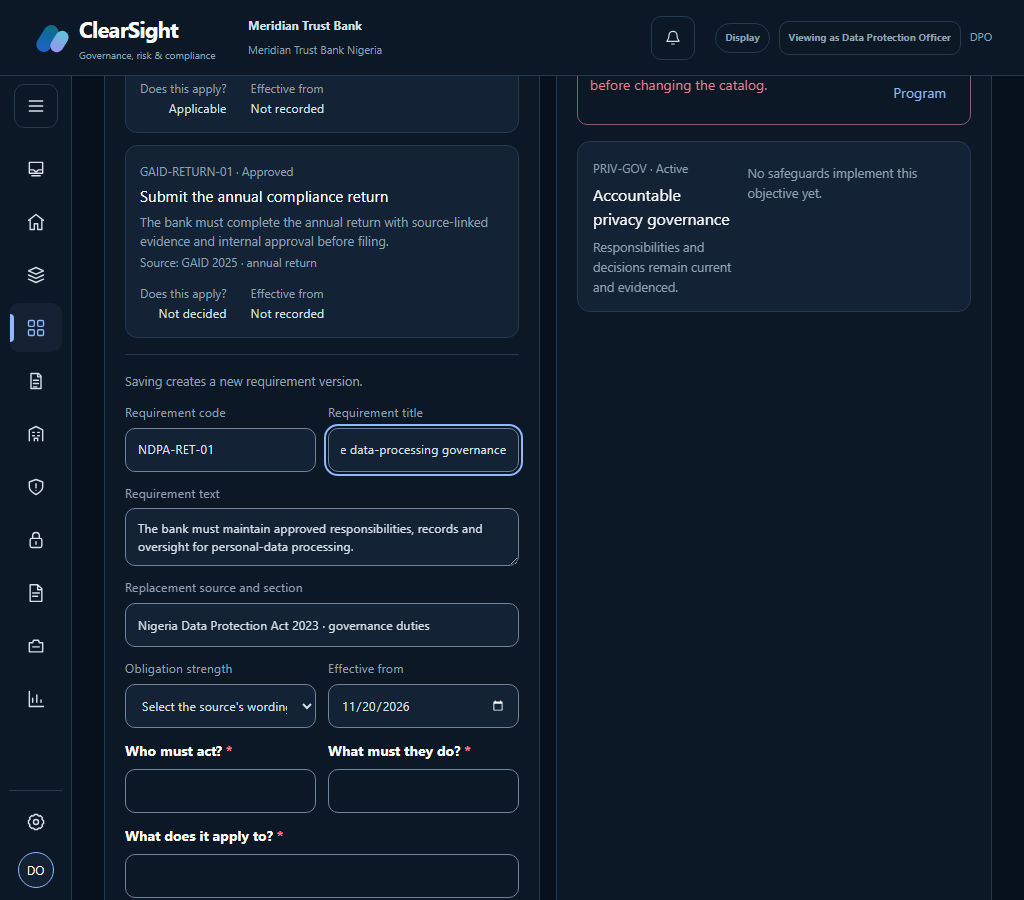 ClearSight
Governance, risk & compliance
Meridian Trust Bank
Meridian Trust Bank Nigeria
Display
Viewing as Data Protection Officer
DPO
Does this apply?
Effective from
Applicable
Not recorded
GAID-RETURN-01 · Approved
Submit the annual compliance return
The bank must complete the annual return with source-linked
evidence and internal approval before filing.
Source: GAID 2025 · annual return
Does this apply?
Effective from
Not decided
Not recorded
Saving creates a new requirement version.
Requirement code
Requirement title
NDPA-RET-01
e data-processing governance
Requirement text
The bank must maintain approved responsibilities, records and
oversight for personal-data processing.
Replacement source and section
Nigeria Data Protection Act 2023 · governance duties
Obligation strength
Effective from
Select the source's wording
11/20/2026
Who must act? *
What must they do? *
What does it apply to? *
before changing the catalog.
Program
PRIV-GOV · Active
Accountable
privacy governance
Responsibilities and
decisions remain current
and evidenced.
No safeguards implement this
objective yet.
DO